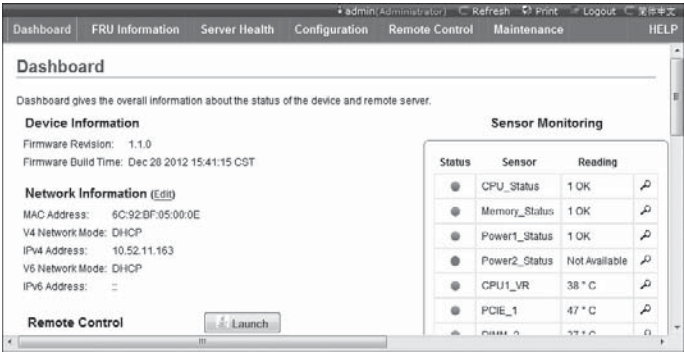 admin(Administrator) Refresh Print Logout 简体中文
Dashboard FRU Information Server Health Configuration Remote Control Maintenance HELP
Dashboard
Dashboard gives the overall information about the status of the device and remote server.
Device Information
Firmware Revision: 1.1.0
Firmware Build Time: Dec 28 2012 15:41:15 CST
Network Information (Edit)
MAC Address: 6C:92:BF:05:00:0E
V4 Network Mode: DHCP
IPv4 Address: 10.52.11.163
V6 Network Mode: DHCP
IPv6 Address: ::
Remote Control Launch
Sensor Monitoring
Status Sensor Reading
CPU_Status 1 OK
Memory_Status 1 OK
Power1_Status 1 OK
Power2_Status Not Available
CPU1_VR 38 ° C
PCIE_1 47 ° C